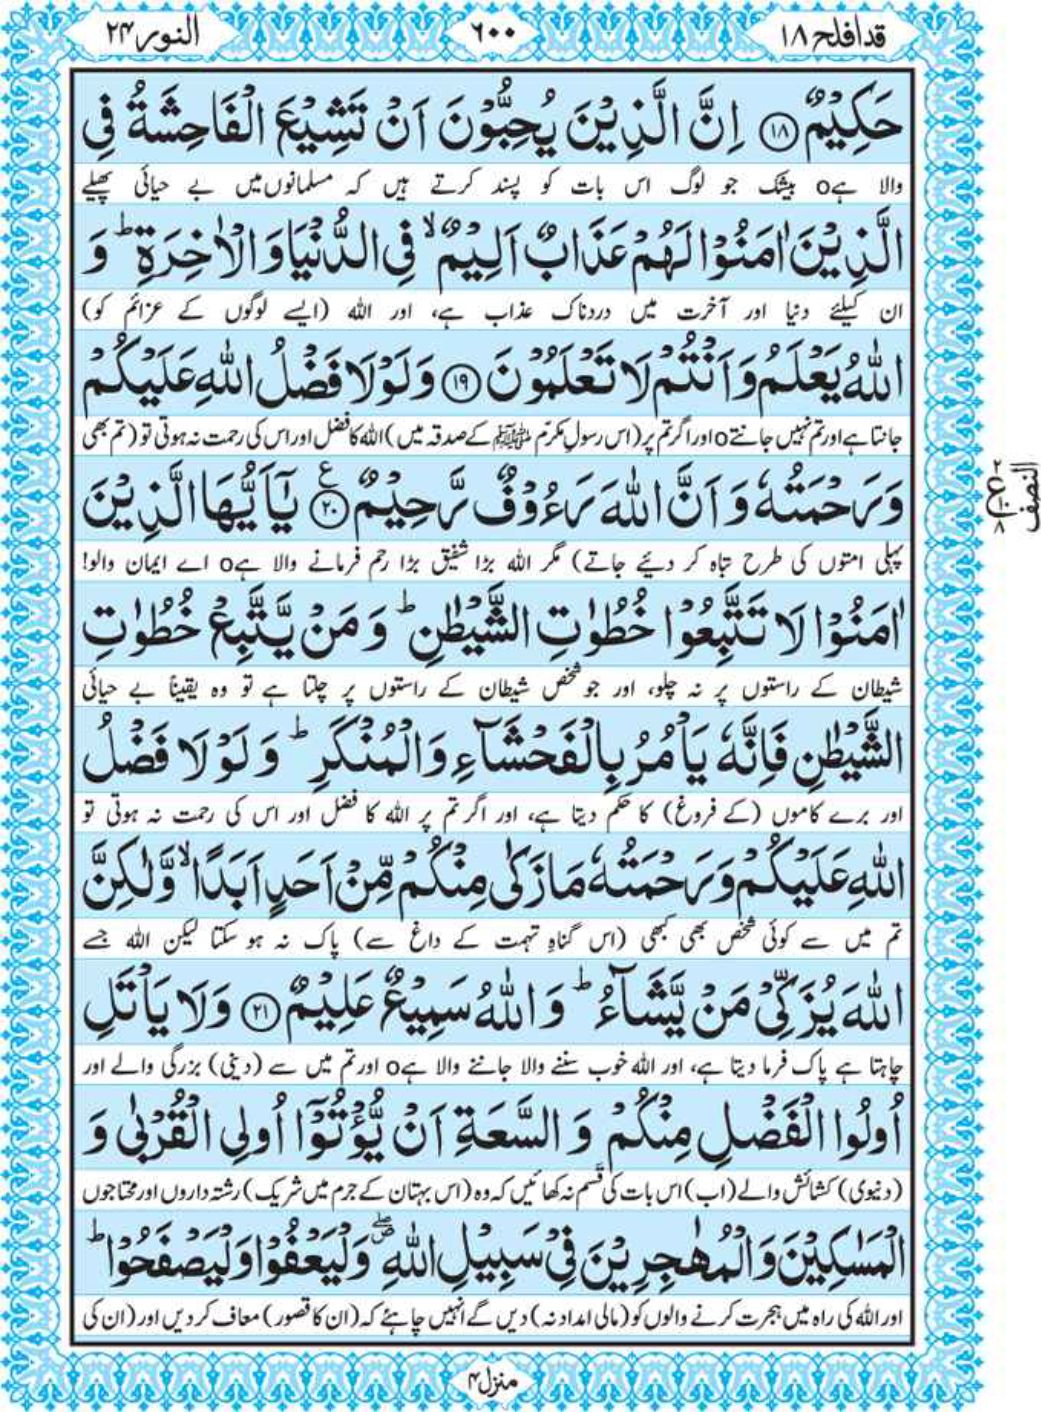 قد افلح ١٨
٦٠٠
النور ٢٤
حَكِيْمٌ ﴿١٨﴾ اِنَّ الَّذِيْنَ يُحِبُّوْنَ اَنْ تَشِيْعَ الْفَاحِشَةُ فِى
والا ہے٥ بیشک جو لوگ اس بات کو پسند کرتے ہیں کہ مسلمانوں میں بے حیائی پھیلے
الَّذِيْنَ اٰمَنُوْا لَهُمْ عَذَابٌ اَلِيْمٌ ۙ فِى الدُّنْيَا وَالْاٰخِرَةِ ؕ وَ
ان کیلئے دنیا اور آخرت میں دردناک عذاب ہے، اور اللہ (ایسے لوگوں کے عزائم کو)
اللّٰهُ يَعْلَمُ وَاَنْتُمْ لَا تَعْلَمُوْنَ ﴿١٩﴾ وَلَوْلَا فَضْلُ اللّٰهِ عَلَيْكُمْ
جانتا ہے اور تم نہیں جانتے٥ اور اگر تم پر (اس رسولِ مکرّم ﷺ کے صدقہ میں) اللہ کا فضل اور اس کی رحمت نہ ہوتی تو (تم بھی
وَرَحْمَتُهٗ وَاَنَّ اللّٰهَ رَءُوْفٌ رَّحِيْمٌ ﴿٢٠﴾ ع يٰۤاَيُّهَا الَّذِيْنَ
پہلی امتوں کی طرح تباہ کر دیئے جاتے) مگر اللہ بڑا شفیق بڑا رحم فرمانے والا ہے٥ اے ایمان والو!
النصف
٢
ع
٨
اٰمَنُوْا لَا تَتَّبِعُوْا خُطُوٰتِ الشَّيْطٰنِ ؕ وَمَنْ يَّتَّبِعْ خُطُوٰتِ
شیطان کے راستوں پر نہ چلو، اور جو شخص شیطان کے راستوں پر چلتا ہے تو وہ یقیناً بے حیائی
الشَّيْطٰنِ فَاِنَّهٗ يَاْمُرُ بِالْفَحْشَآءِ وَالْمُنْكَرِ ؕ وَلَوْلَا فَضْلُ
اور برے کاموں (کے فروغ) کا حکم دیتا ہے، اور اگر تم پر اللہ کا فضل اور اس کی رحمت نہ ہوتی تو
اللّٰهِ عَلَيْكُمْ وَرَحْمَتُهٗ مَا زَكٰى مِنْكُمْ مِّنْ اَحَدٍ اَبَدًا ۙ وَّلٰكِنَّ
تم میں سے کوئی شخص بھی کبھی (اس گناہِ تہمت کے داغ سے) پاک نہ ہو سکتا لیکن اللہ جسے
اللّٰهَ يُزَكِّىْ مَنْ يَّشَآءُ ؕ وَاللّٰهُ سَمِيْعٌ عَلِيْمٌ ﴿٢١﴾ وَلَا يَاْتَلِ
چاہتا ہے پاک فرما دیتا ہے، اور اللہ خوب سننے والا جاننے والا ہے٥ اور تم میں سے (دینی) بزرگی والے اور
اُولُوا الْفَضْلِ مِنْكُمْ وَالسَّعَةِ اَنْ يُّؤْتُوْۤا اُولِى الْقُرْبٰى وَ
(دنیوی) کشائش والے (اب) اس بات کی قَسم نہ کھائیں کہ وہ (اس بہتان کے جرم میں شریک) رشتہ داروں اور محتاجوں
الْمَسٰكِيْنَ وَالْمُهٰجِرِيْنَ فِىْ سَبِيْلِ اللّٰهِ ۖ وَلْيَعْفُوْا وَلْيَصْفَحُوْا ؕ
اور اللہ کی راہ میں ہجرت کرنے والوں کو (مالی امداد نہ) دیں گے انہیں چاہئے کہ (ان کا قصور) معاف کردیں اور (ان کی
منزل ٤